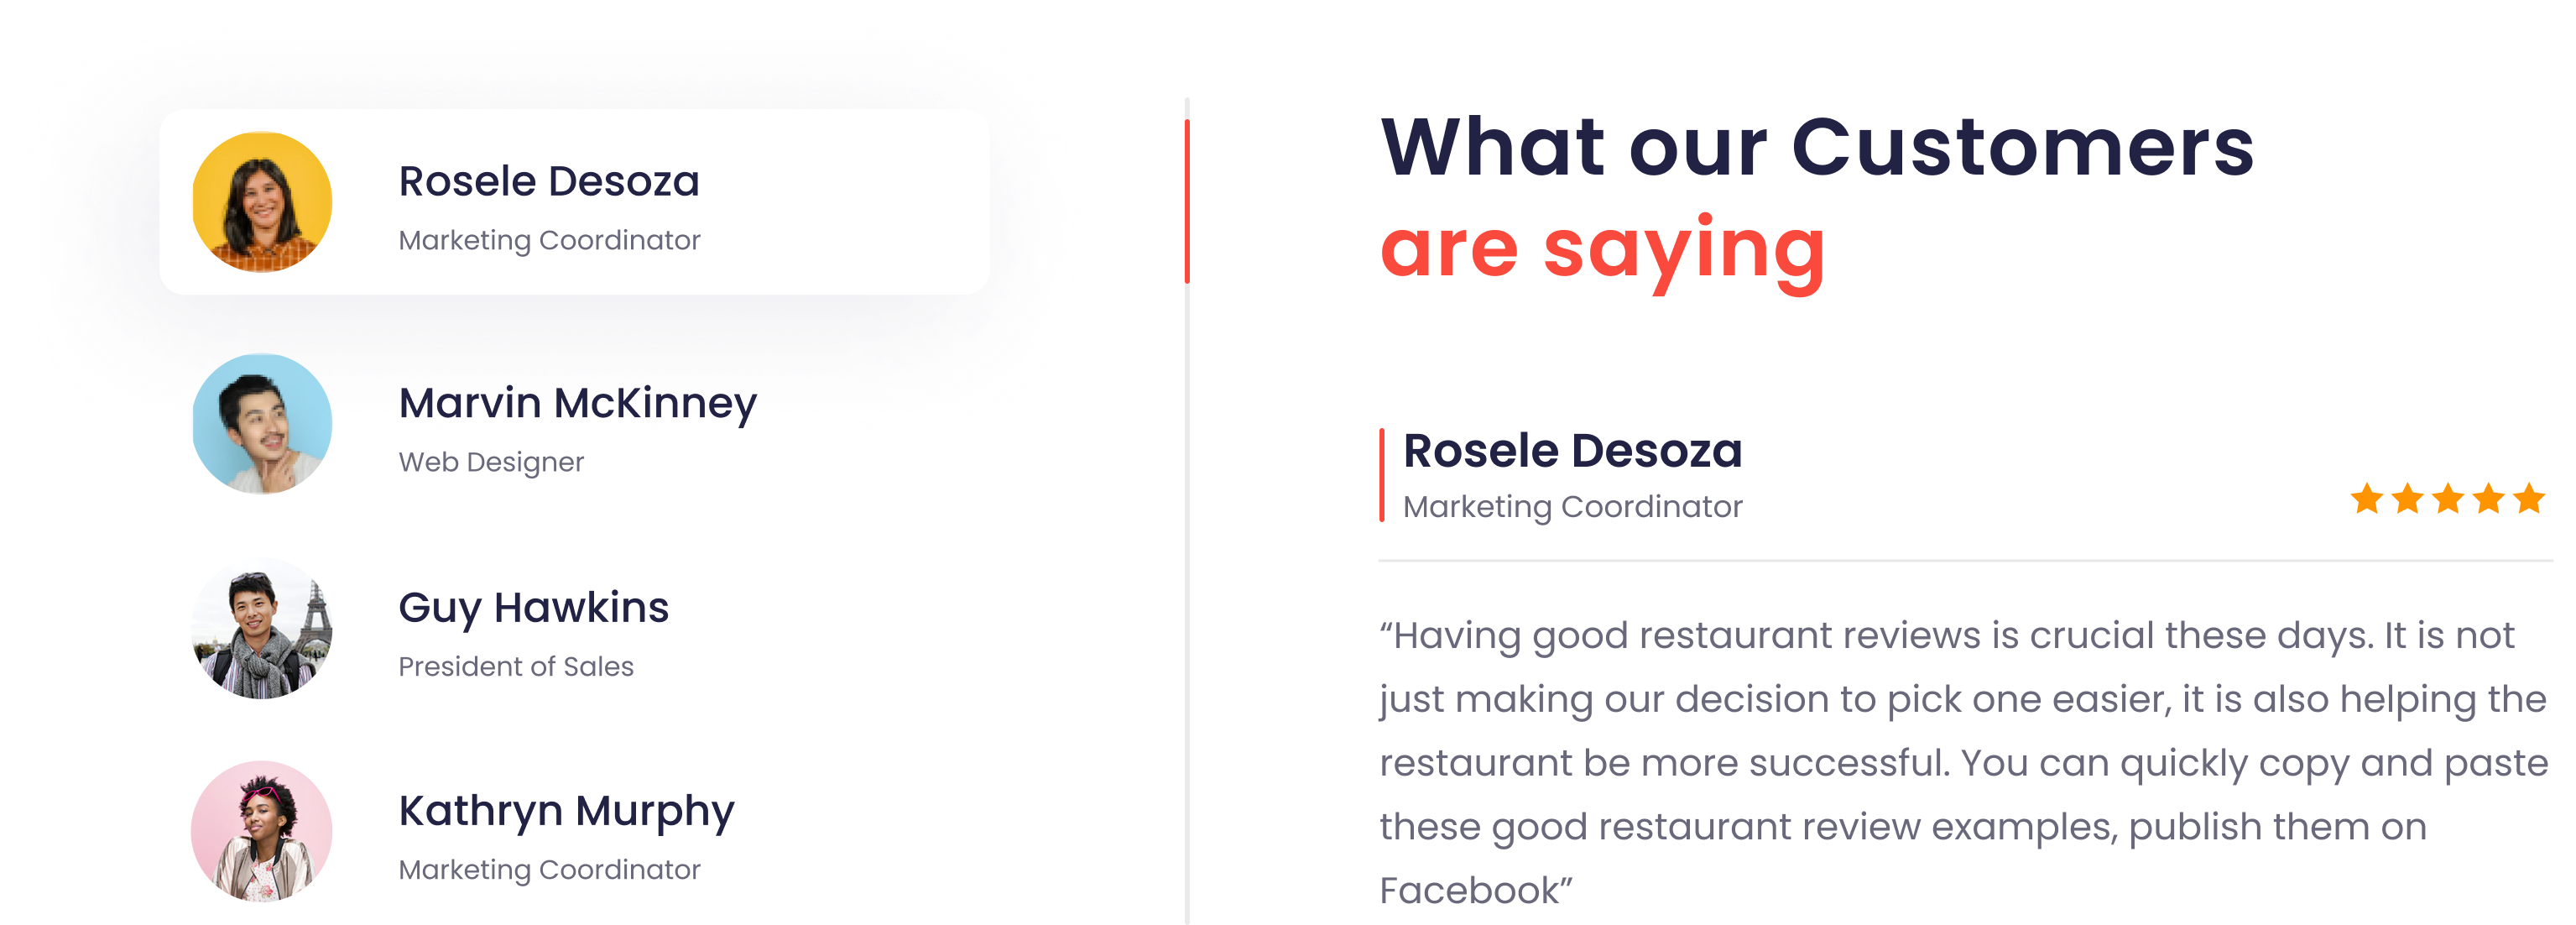 Rosele Desoza
Marketing Coordinator
Marvin McKinney
Web Designer
Guy Hawkins
President of Sales
Kathryn Murphy
Marketing Coordinator
What our Customers
are saying
Rosele Desoza
Marketing Coordinator
“Having good restaurant reviews is crucial these days. It is not
just making our decision to pick one easier, it is also helping the
restaurant be more successful. You can quickly copy and paste
these good restaurant review examples, publish them on
Facebook”